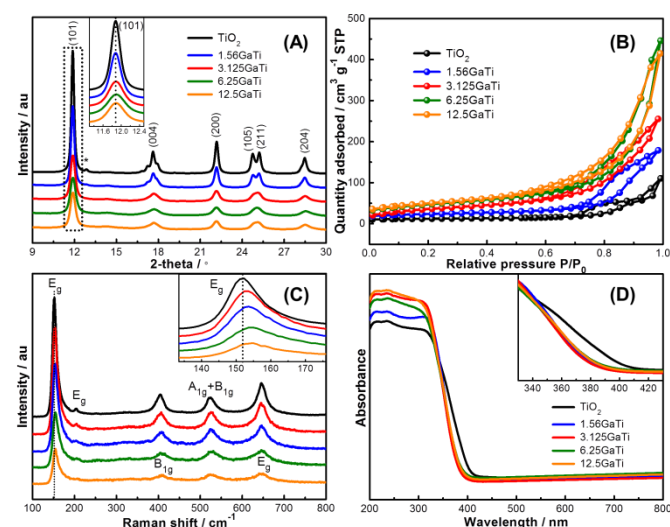 (A)
(101)
(101)
11.8 12.0 12.2 12.4
TiO2
1.56GaTi
3.125GaTi
6.25GaTi
12.5GaTi
*
(004)
(200)
(105)
(211)
(204)
Intensity / au
9 12 15 18 21 24 27 30
2-theta / °
(B)
TiO2
1.56GaTi
3.125GaTi
6.25GaTi
12.5GaTi
Quantity adsorbed / cm3 g-1 STP
500
400
300
200
100
0
0.0 0.2 0.4 0.6 0.8 1.0
Relative pressure P/P0
(C)
Eg
Eg
140 150 160 170
Eg
A1g+B1g
B1g
Eg
Intensity / au
100 200 300 400 500 600 700 800
Raman shift / cm-1
(D)
340 360 380 400 420
TiO2
1.56GaTi
3.125GaTi
6.25GaTi
12.5GaTi
Absorbance
200 300 400 500 600 700 800
Wavelength / nm